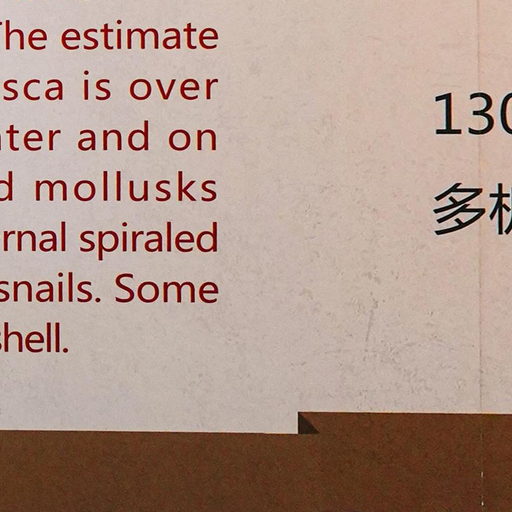 The estimate
sca is over
ter and on
d mollusks
rnal spiraled
snails. Some
shell.
130
多